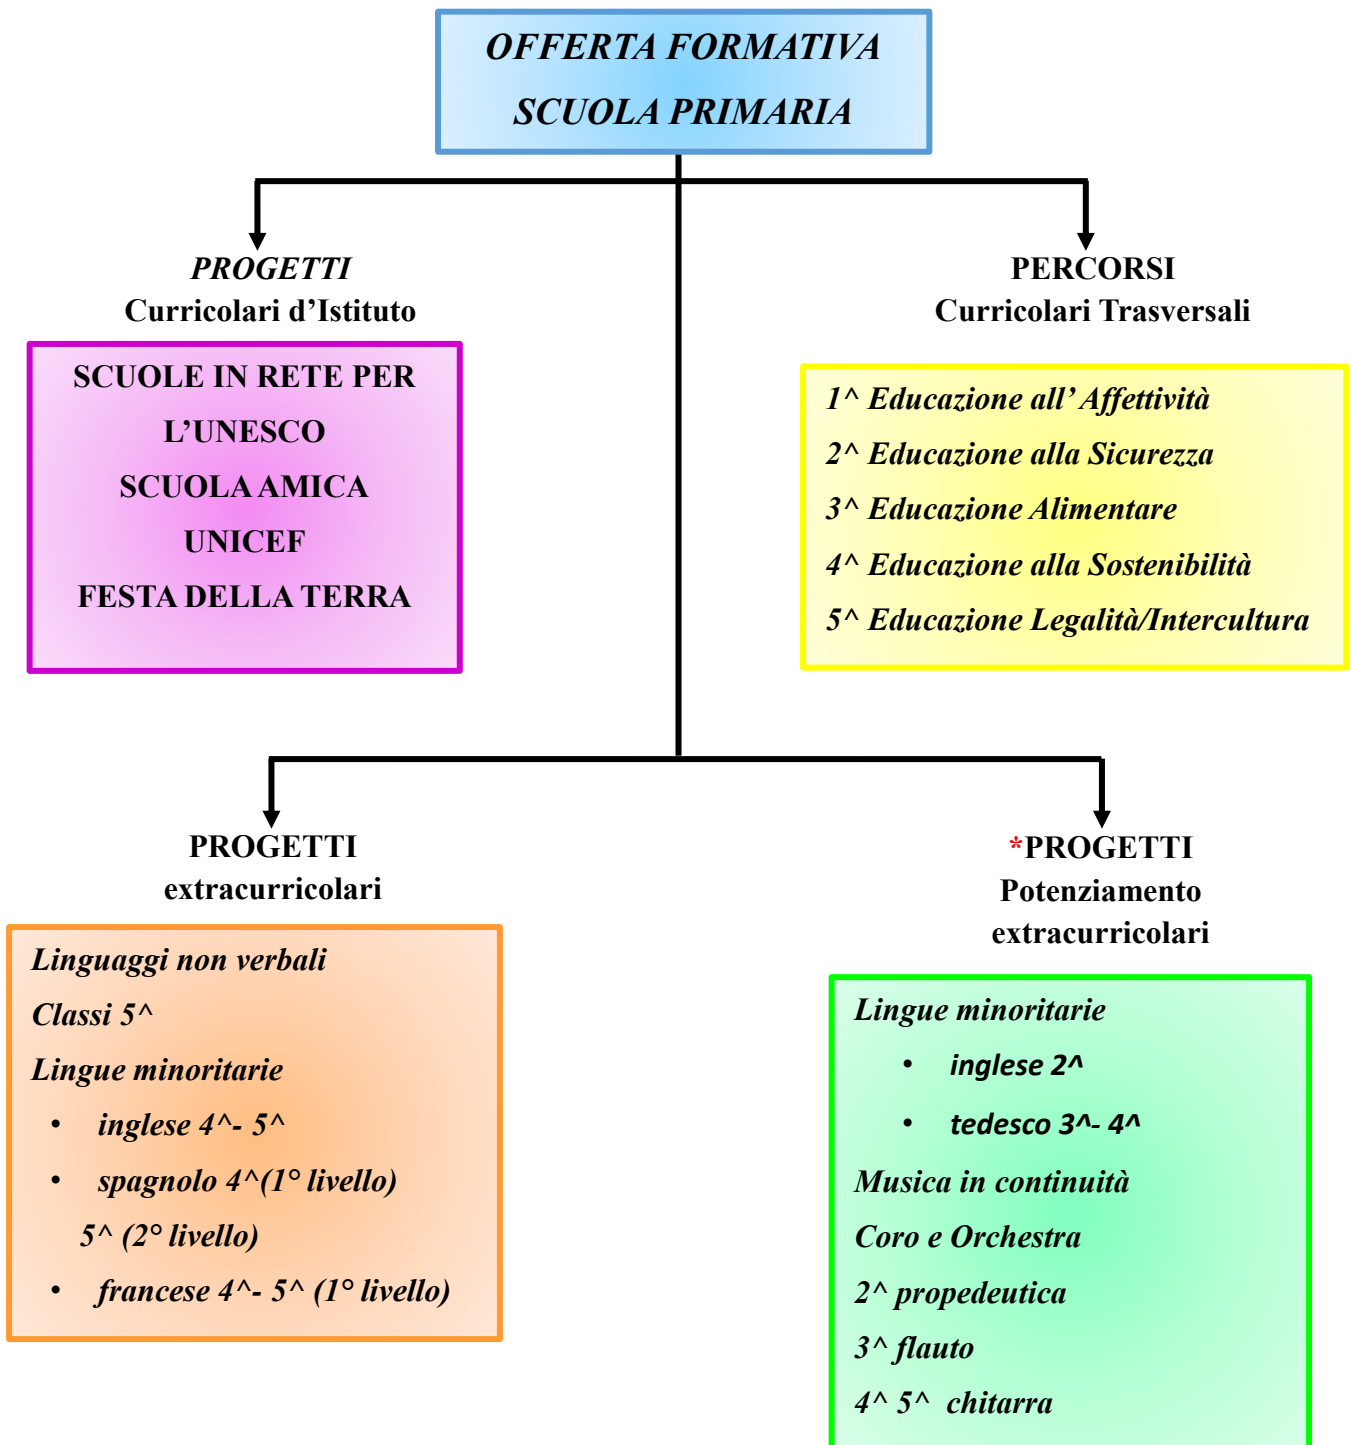 OFFERTA FORMATIVA
SCUOLA PRIMARIA
PROGETTI
Curricolari d’Istituto
SCUOLE IN RETE PER
L’UNESCO
SCUOLA AMICA
UNICEF
FESTA DELLA TERRA
PERCORSI
Curricolari Trasversali
1^ Educazione all’ Affettività
2^ Educazione alla Sicurezza
3^ Educazione Alimentare
4^ Educazione alla Sostenibilità
5^ Educazione Legalità/Intercultura
PROGETTI
extracurricolari
Linguaggi non verbali
Classi 5^
Lingue minoritarie
• inglese 4^- 5^
• spagnolo 4^(1° livello)
5^ (2° livello)
• francese 4^- 5^ (1° livello)
*PROGETTI
Potenziamento
extracurricolari
Lingue minoritarie
• inglese 2^
• tedesco 3^- 4^
Musica in continuità
Coro e Orchestra
2^ propedeutica
3^ flauto
4^ 5^ chitarra